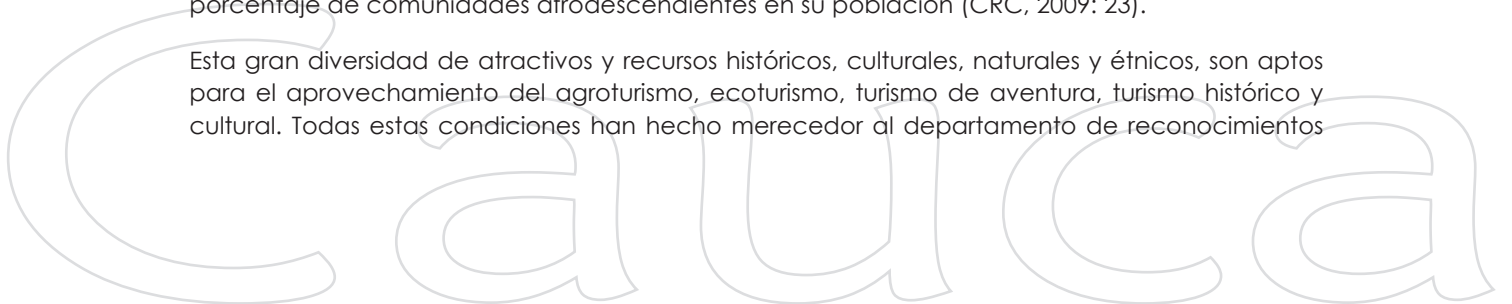 porcentaje de comunidades afrodescendientes en su población (CRC, 2009: 23).
Esta gran diversidad de atractivos y recursos históricos, culturales, naturales y étnicos, son aptos
para el aprovechamiento del agroturismo, ecoturismo, turismo de aventura, turismo histórico y
cultural. Todas estas condiciones han hecho merecedor al departamento de reconocimientos
Cauca